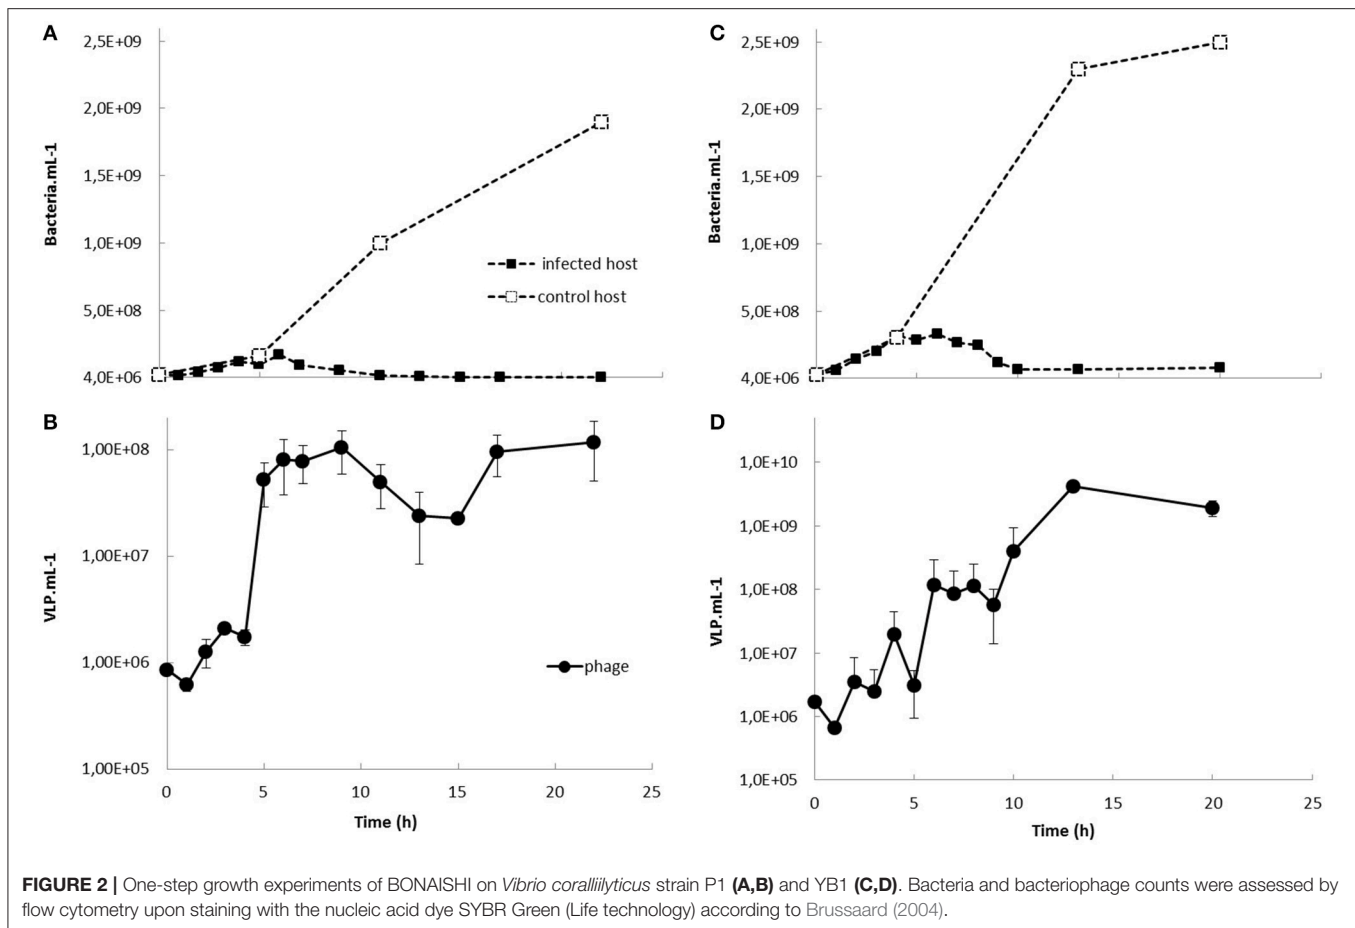 A
2,5E+09
2,0E+09
1,5E+09
1,0E+09
5,0E+08
4,0E+06
Bacteria.mL-1
infected host
control host
B
1,00E+08
1,00E+07
1,00E+06
1,00E+05
VLP.mL-1
phage
0 5 10 15 20 25
Time (h)
C
2,5E+09
2,0E+09
1,5E+09
1,0E+09
5,0E+08
4,0E+06
Bacteria.mL-1
D
1,0E+10
1,0E+09
1,0E+08
1,0E+07
1,0E+06
1,0E+05
VLP.mL-1
0 5 10 15 20 25
Time (h)
FIGURE 2 | One-step growth experiments of BONAISHI on Vibrio coralliilyticus strain P1 (A,B) and YB1 (C,D). Bacteria and bacteriophage counts were assessed by
flow cytometry upon staining with the nucleic acid dye SYBR Green (Life technology) according to Brussaard (2004).